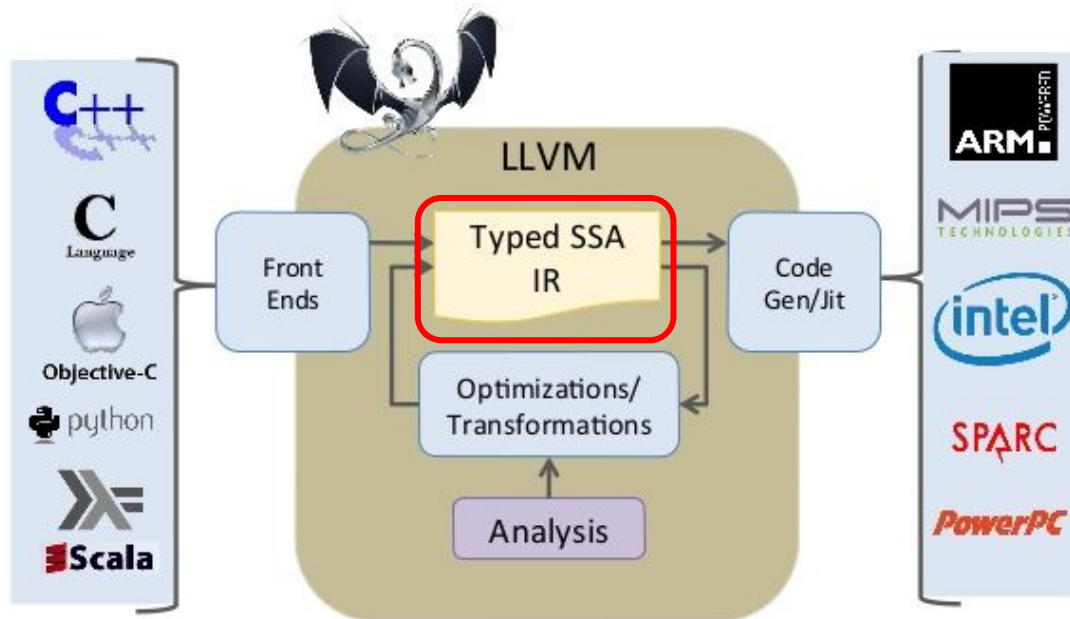 C++
C
Language
Objective-C
python
Scala
LLVM
Front
Ends
Typed SSA
IR
Optimizations/
Transformations
Analysis
Code
Gen/Jit
ARM
POWERED
MIPS
TECHNOLOGIES
intel
SPARC
PowerPC